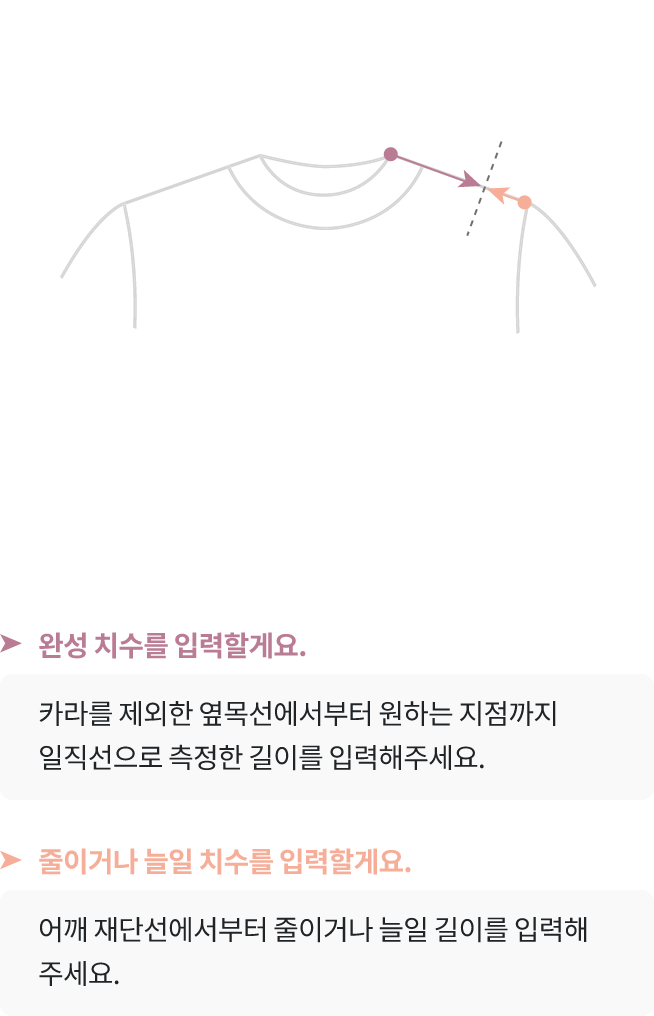 완성 치수를 입력할게요.
카라를 제외한 옆목선에서부터 원하는 지점까지
일직선으로 측정한 길이를 입력해주세요.
줄이거나 늘일 치수를 입력할게요.
어깨 재단선에서부터 줄이거나 늘일 길이를 입력해
주세요.